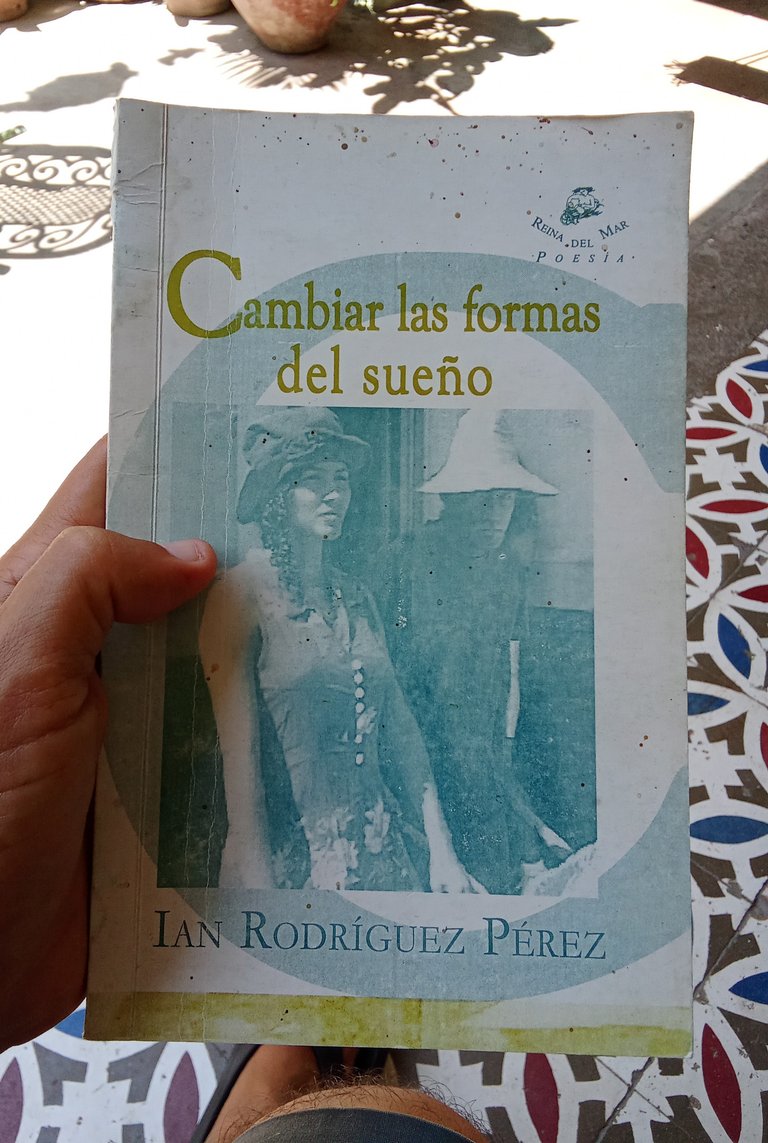 REINA DEL MAR
POESÍA
Cambiar las formas
del sueño
IAN RODRÍGUEZ PÉREZ